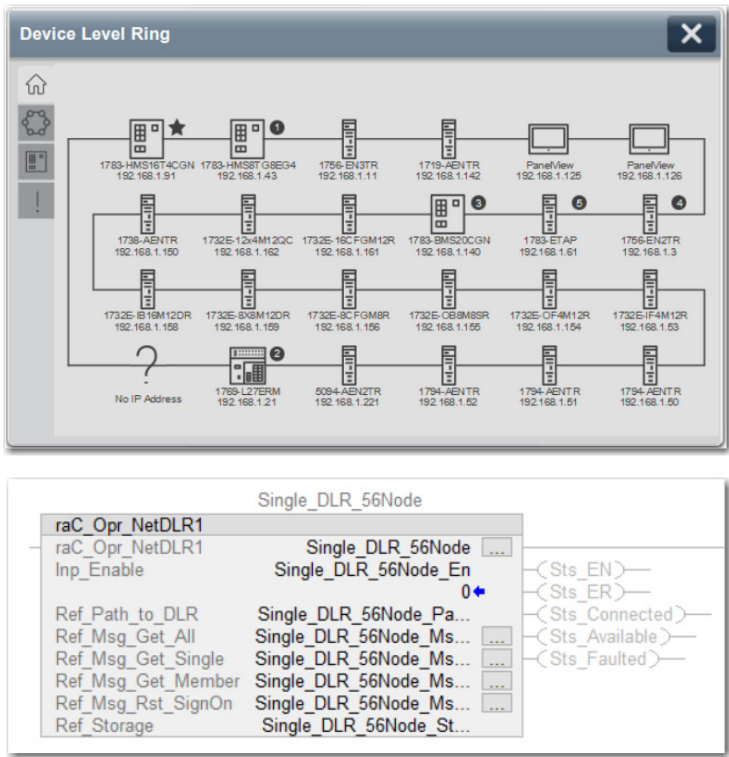 Device Level Ring
1
1783-HMS16T4CGN 1783-HMS8TG8EG4 1756-EN3TR 1719-AENTR PanelView PanelView
192.168.1.91 192.168.1.43 192.168.1.11 192.168.1.142 192.168.1.125 192.168.1.126
3 5 4
1738-AENTR 1732E-12x4M12QC 1732E-16CFGM12R 1783-BMS20CGN 1783-ETAP 1756-EN2TR
192.168.1.150 192.168.1.162 192.168.1.161 192.168.1.140 192.168.1.61 192.168.1.3
1732E-IB16M12DR 1732E-8X8M12DR 1732E-8CFGM8R 1732E-OB8M8SR 1732E-OF4M12R 1732E-IF4M12R
192.168.1.158 192.168.1.159 192.168.1.156 192.168.1.155 192.168.1.154 192.168.1.53
? 2
No IP Address 1769-L27ERM 5094-AEN2TR 1794-AENTR 1794-AENTR 1794-AENTR
192.168.1.21 192.168.1.221 192.168.1.52 192.168.1.51 192.168.1.50
Single_DLR_56Node
raC_Opr_NetDLR1
raC_Opr_NetDLR1 Single_DLR_56Node ...
Inp_Enable Single_DLR_56Node_En (Sts_EN)
0 (Sts_ER)
Ref_Path_to_DLR Single_DLR_56Node_Pa... (Sts_Connected)
Ref_Msg_Get_All Single_DLR_56Node_Ms... ... (Sts_Available)
Ref_Msg_Get_Single Single_DLR_56Node_Ms... ... (Sts_Faulted)
Ref_Msg_Get_Member Single_DLR_56Node_Ms... ...
Ref_Msg_Rst_SignOn Single_DLR_56Node_Ms... ...
Ref_Storage Single_DLR_56Node_St...